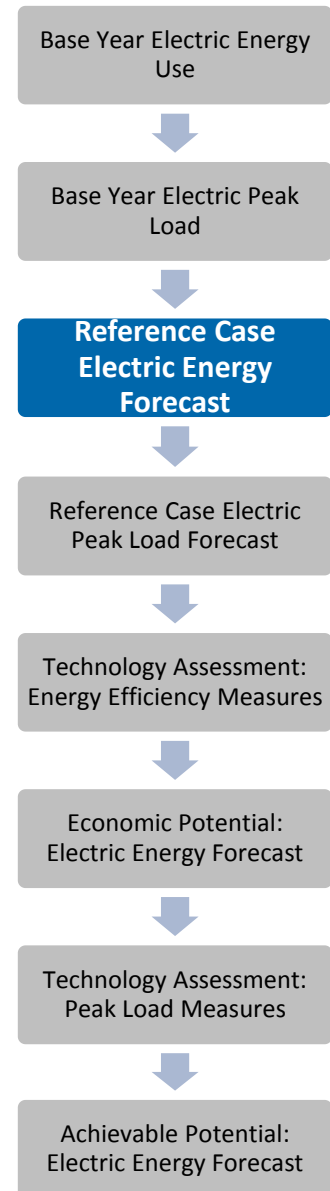 Base Year Electric Energy
Use
Base Year Electric Peak
Load
Reference Case
Electric Energy
Forecast
Reference Case Electric
Peak Load Forecast
Technology Assessment:
Energy Efficiency Measures
Economic Potential:
Electric Energy Forecast
Technology Assessment:
Peak Load Measures
Achievable Potential:
Electric Energy Forecast